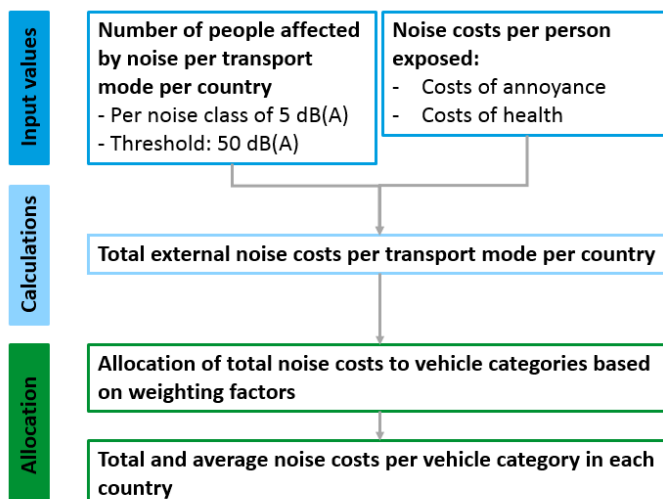 Input values
Number of people affected
by noise per transport
mode per country
- Per noise class of 5 dB(A)
- Threshold: 50 dB(A)
Noise costs per person
exposed:
- Costs of annoyance
- Costs of health
Calculations
Total external noise costs per transport mode per country
Allocation
Allocation of total noise costs to vehicle categories based
on weighting factors
Total and average noise costs per vehicle category in each
country